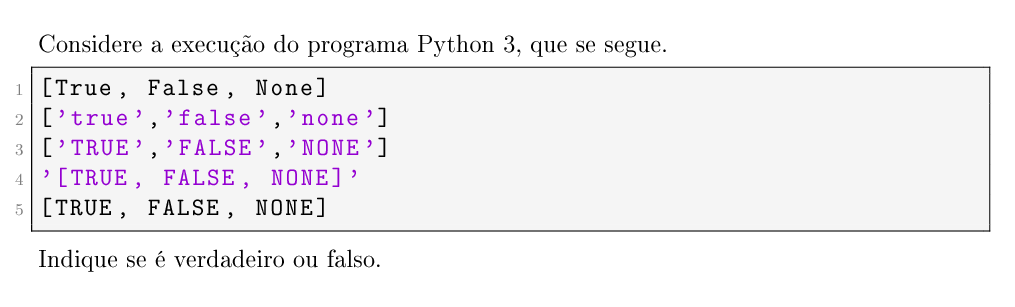 Considere a execução do programa Python 3, que se segue.
1 [True, False, None]
2 ['true','false','none']
3 ['TRUE','FALSE','NONE']
4 '[TRUE, FALSE, NONE]'
5 [TRUE, FALSE, NONE]
Indique se é verdadeiro ou falso.